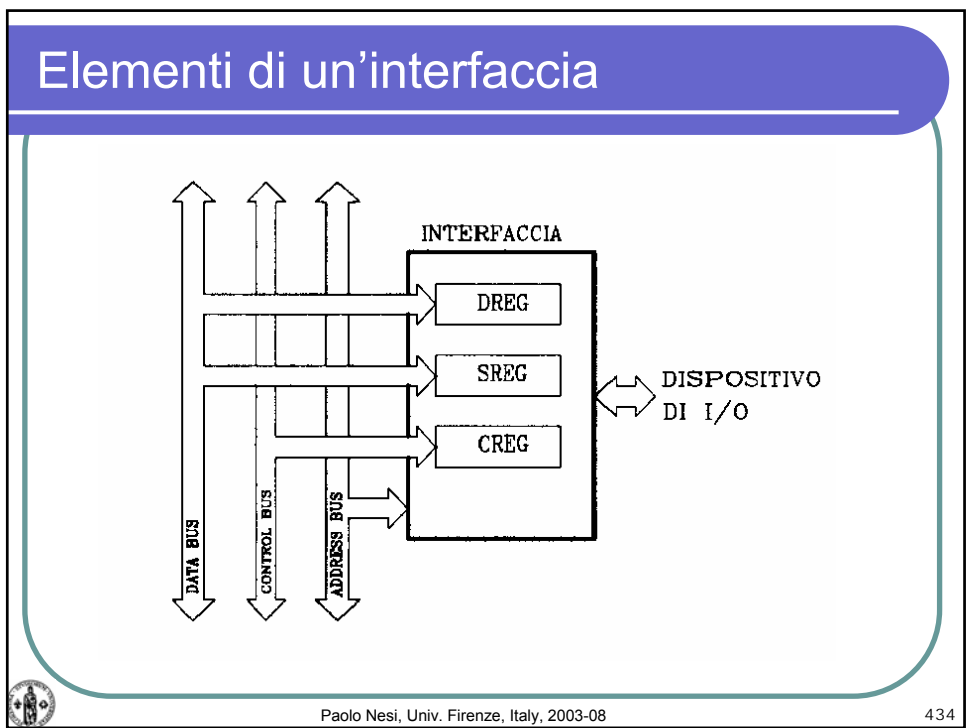 Elementi di un'interfaccia
INTERFACCIA
DREG
SREG
CREG
DISPOSITIVO
DI I/O
DATA BUS
CONTROL BUS
ADDRESS BUS
Paolo Nesi, Univ. Firenze, Italy, 2003-08
434